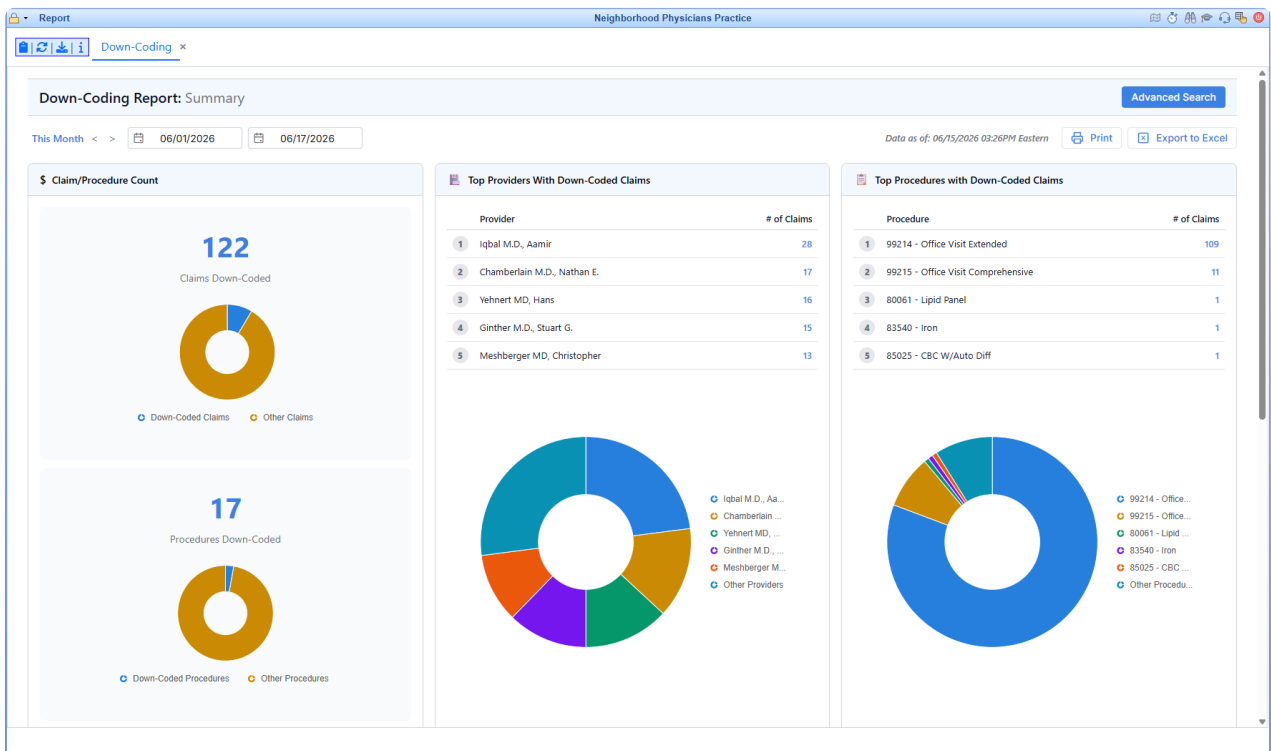 Report
Neighborhood Physicians Practice
Down-Coding ×
Down-Coding Report: Summary
Advanced Search
This Month < >
06/01/2026
06/17/2026
Data as of: 06/15/2026 03:26PM Eastern
Print
Export to Excel
$ Claim/Procedure Count
122
Claims Down-Coded
Down-Coded Claims
Other Claims
17
Procedures Down-Coded
Down-Coded Procedures
Other Procedures
Top Providers With Down-Coded Claims
Provider # of Claims
1 Iqbal M.D., Aamir 28
2 Chamberlain M.D., Nathan E. 17
3 Yehnert MD, Hans 16
4 Ginther M.D., Stuart G. 15
5 Meshberger MD, Christopher 13
Iqbal M.D., Aa...
Chamberlain ...
Yehnert MD, ...
Ginther M.D., ...
Meshberger M...
Other Providers
Top Procedures with Down-Coded Claims
Procedure # of Claims
1 99214 - Office Visit Extended 109
2 99215 - Office Visit Comprehensive 11
3 80061 - Lipid Panel 1
4 83540 - Iron 1
5 85025 - CBC W/Auto Diff 1
99214 - Office...
99215 - Office...
80061 - Lipid ...
83540 - Iron
85025 - CBC ...
Other Procedu...